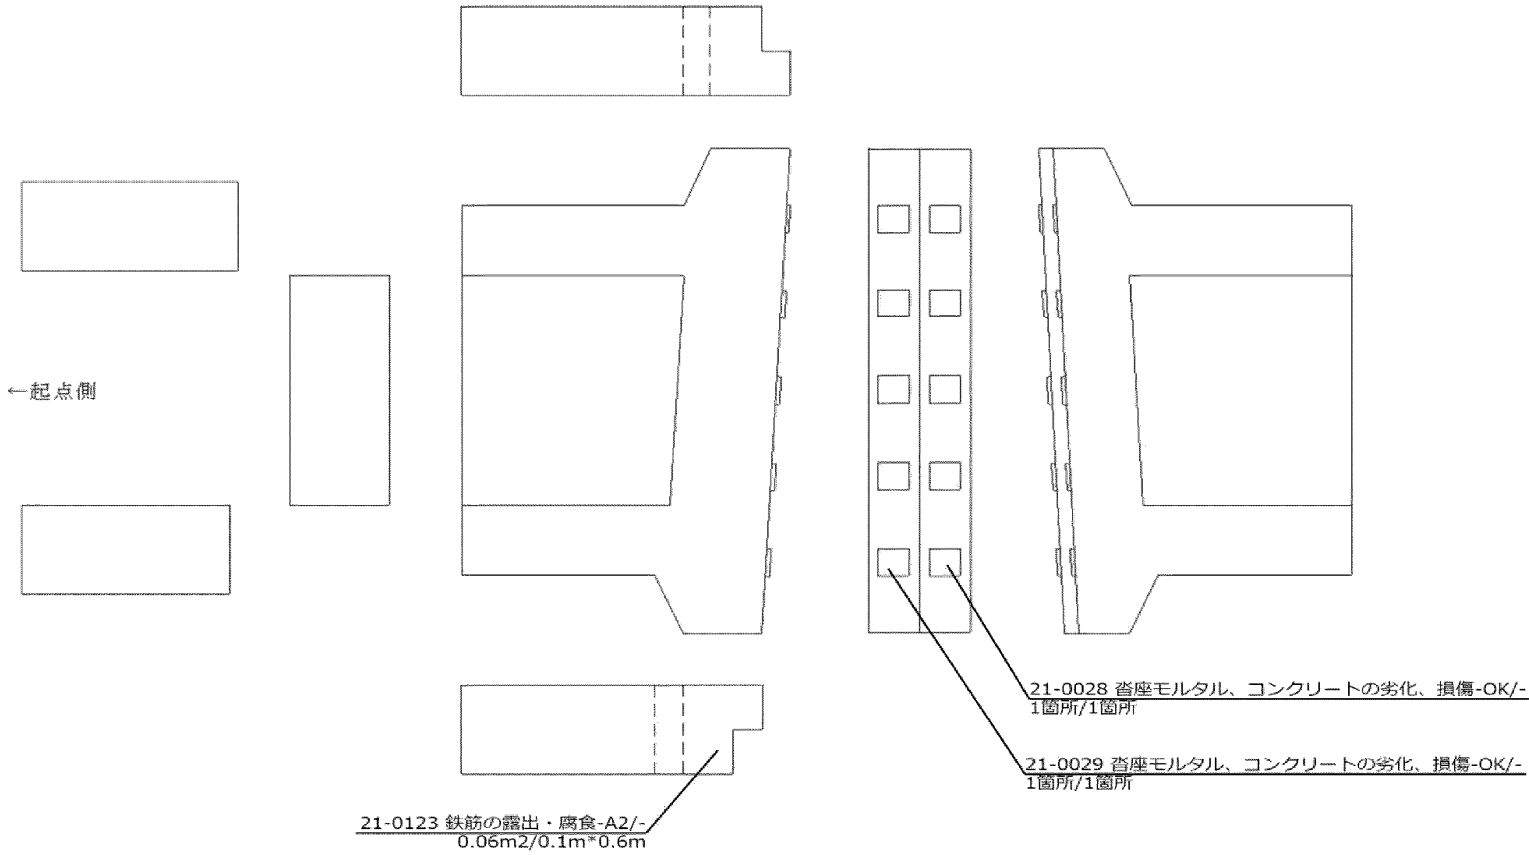 ←起点側
21-0028 沓座モルタル、コンクリートの劣化、損傷-OK/-
1箇所/1箇所
21-0029 沓座モルタル、コンクリートの劣化、損傷-OK/-
1箇所/1箇所
21-0123 鉄筋の露出・腐食-A2/-
0.06m2/0.1m*0.6m